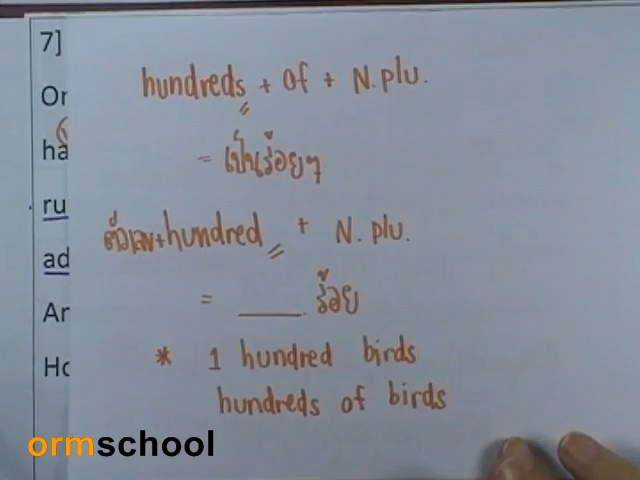 7]
hundreds + of + N. plu.
Or
= เป็นร้อยๆ
ha
ru
ตัวเลข+hundred + N. plu.
ad
= ____ ร้อย
Ar
* 1 hundred birds
Ho
hundreds of birds
ormschool